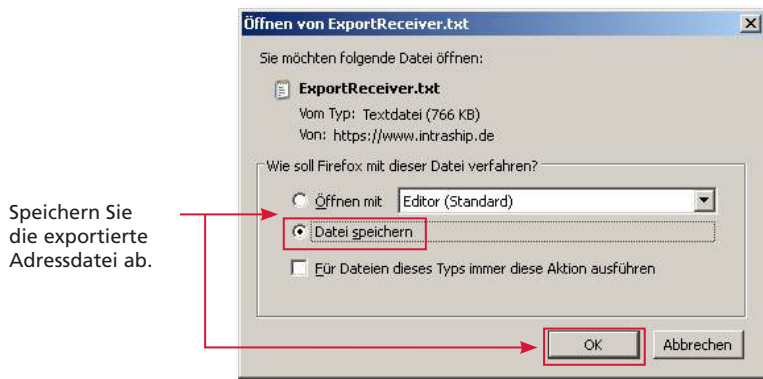 Öffnen von ExportReceiver.txt
Sie möchten folgende Datei öffnen:
ExportReceiver.txt
Vom Typ: Textdatei (766 KB)
Von: https://www.intraship.de
Wie soll Firefox mit dieser Datei verfahren?
Öffnen mit Editor (Standard)
Datei speichern
Für Dateien dieses Typs immer diese Aktion ausführen
OK Abbrechen
Speichern Sie
die exportierte
Adressdatei ab.